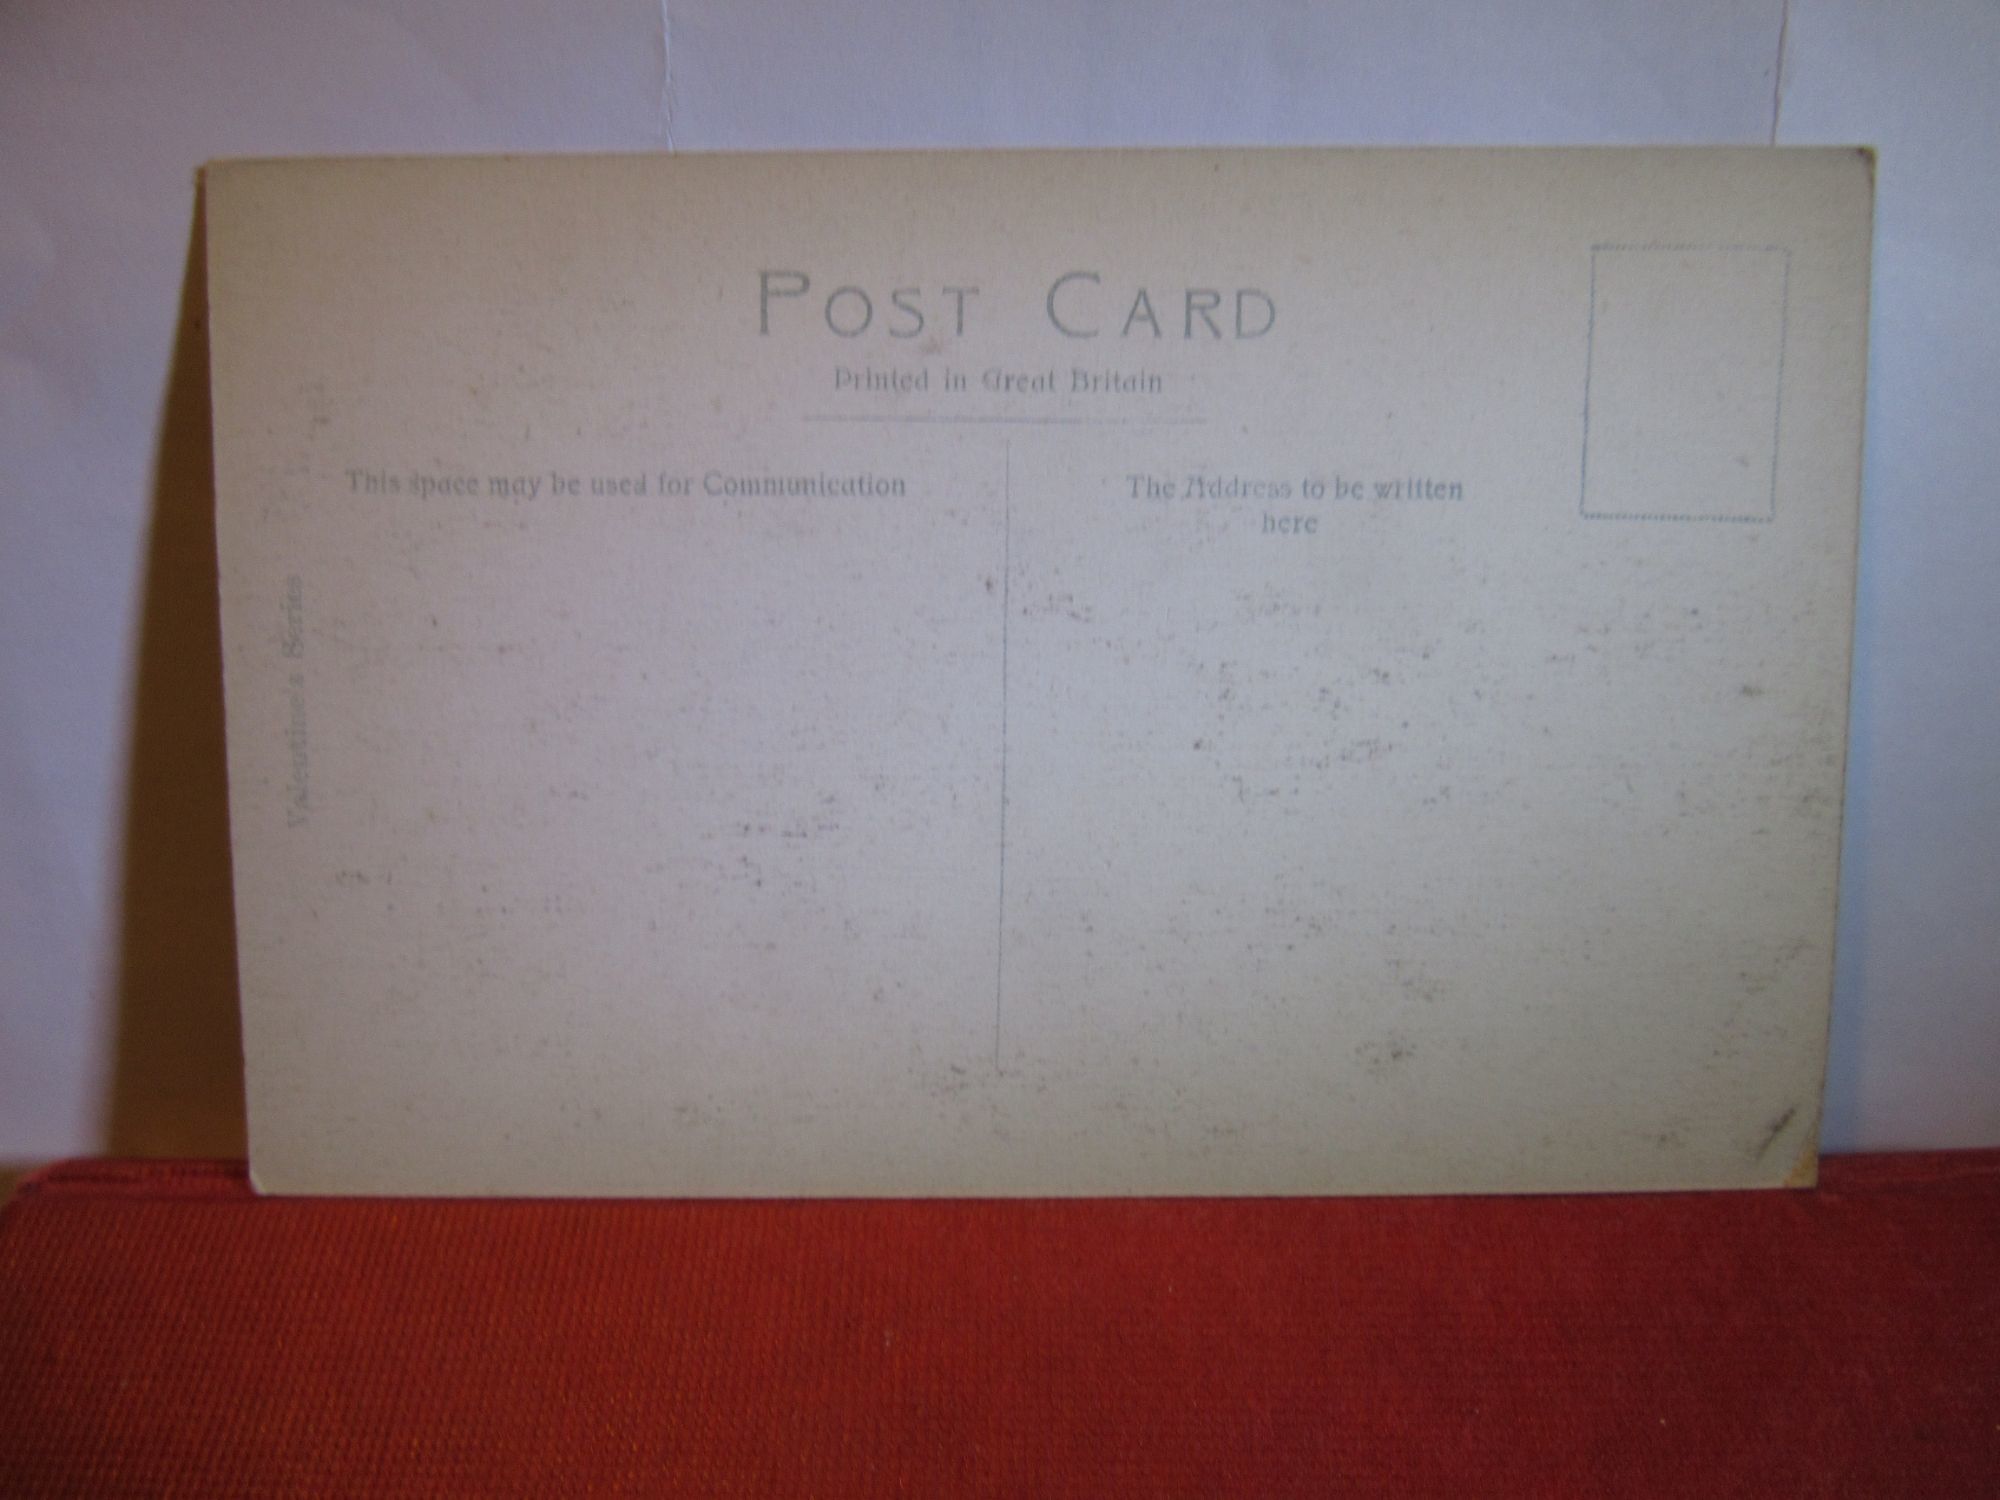 POST CARD
Printed in Great Britain
This space may be used for Communication
The Address to be written
here
Valentine's Series